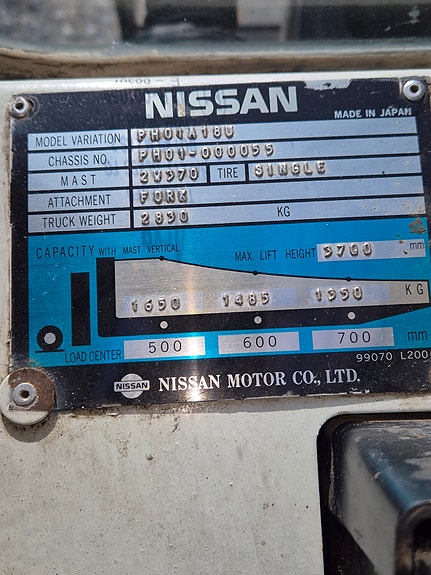 NISSAN
MADE IN JAPAN
MODEL VARIATION PH01A18U
CHASSIS NO. PH01-000055
MAST 2W370 TIRE SINGLE
ATTACHMENT FORK
TRUCK WEIGHT 2830 KG
CAPACITY WITH MAST VERTICAL MAX. LIFT HEIGHT 3700 mm
1650 1485 1350 KG
LOAD CENTER 500 600 700 mm
99070 L200
NISSAN NISSAN MOTOR CO., LTD.